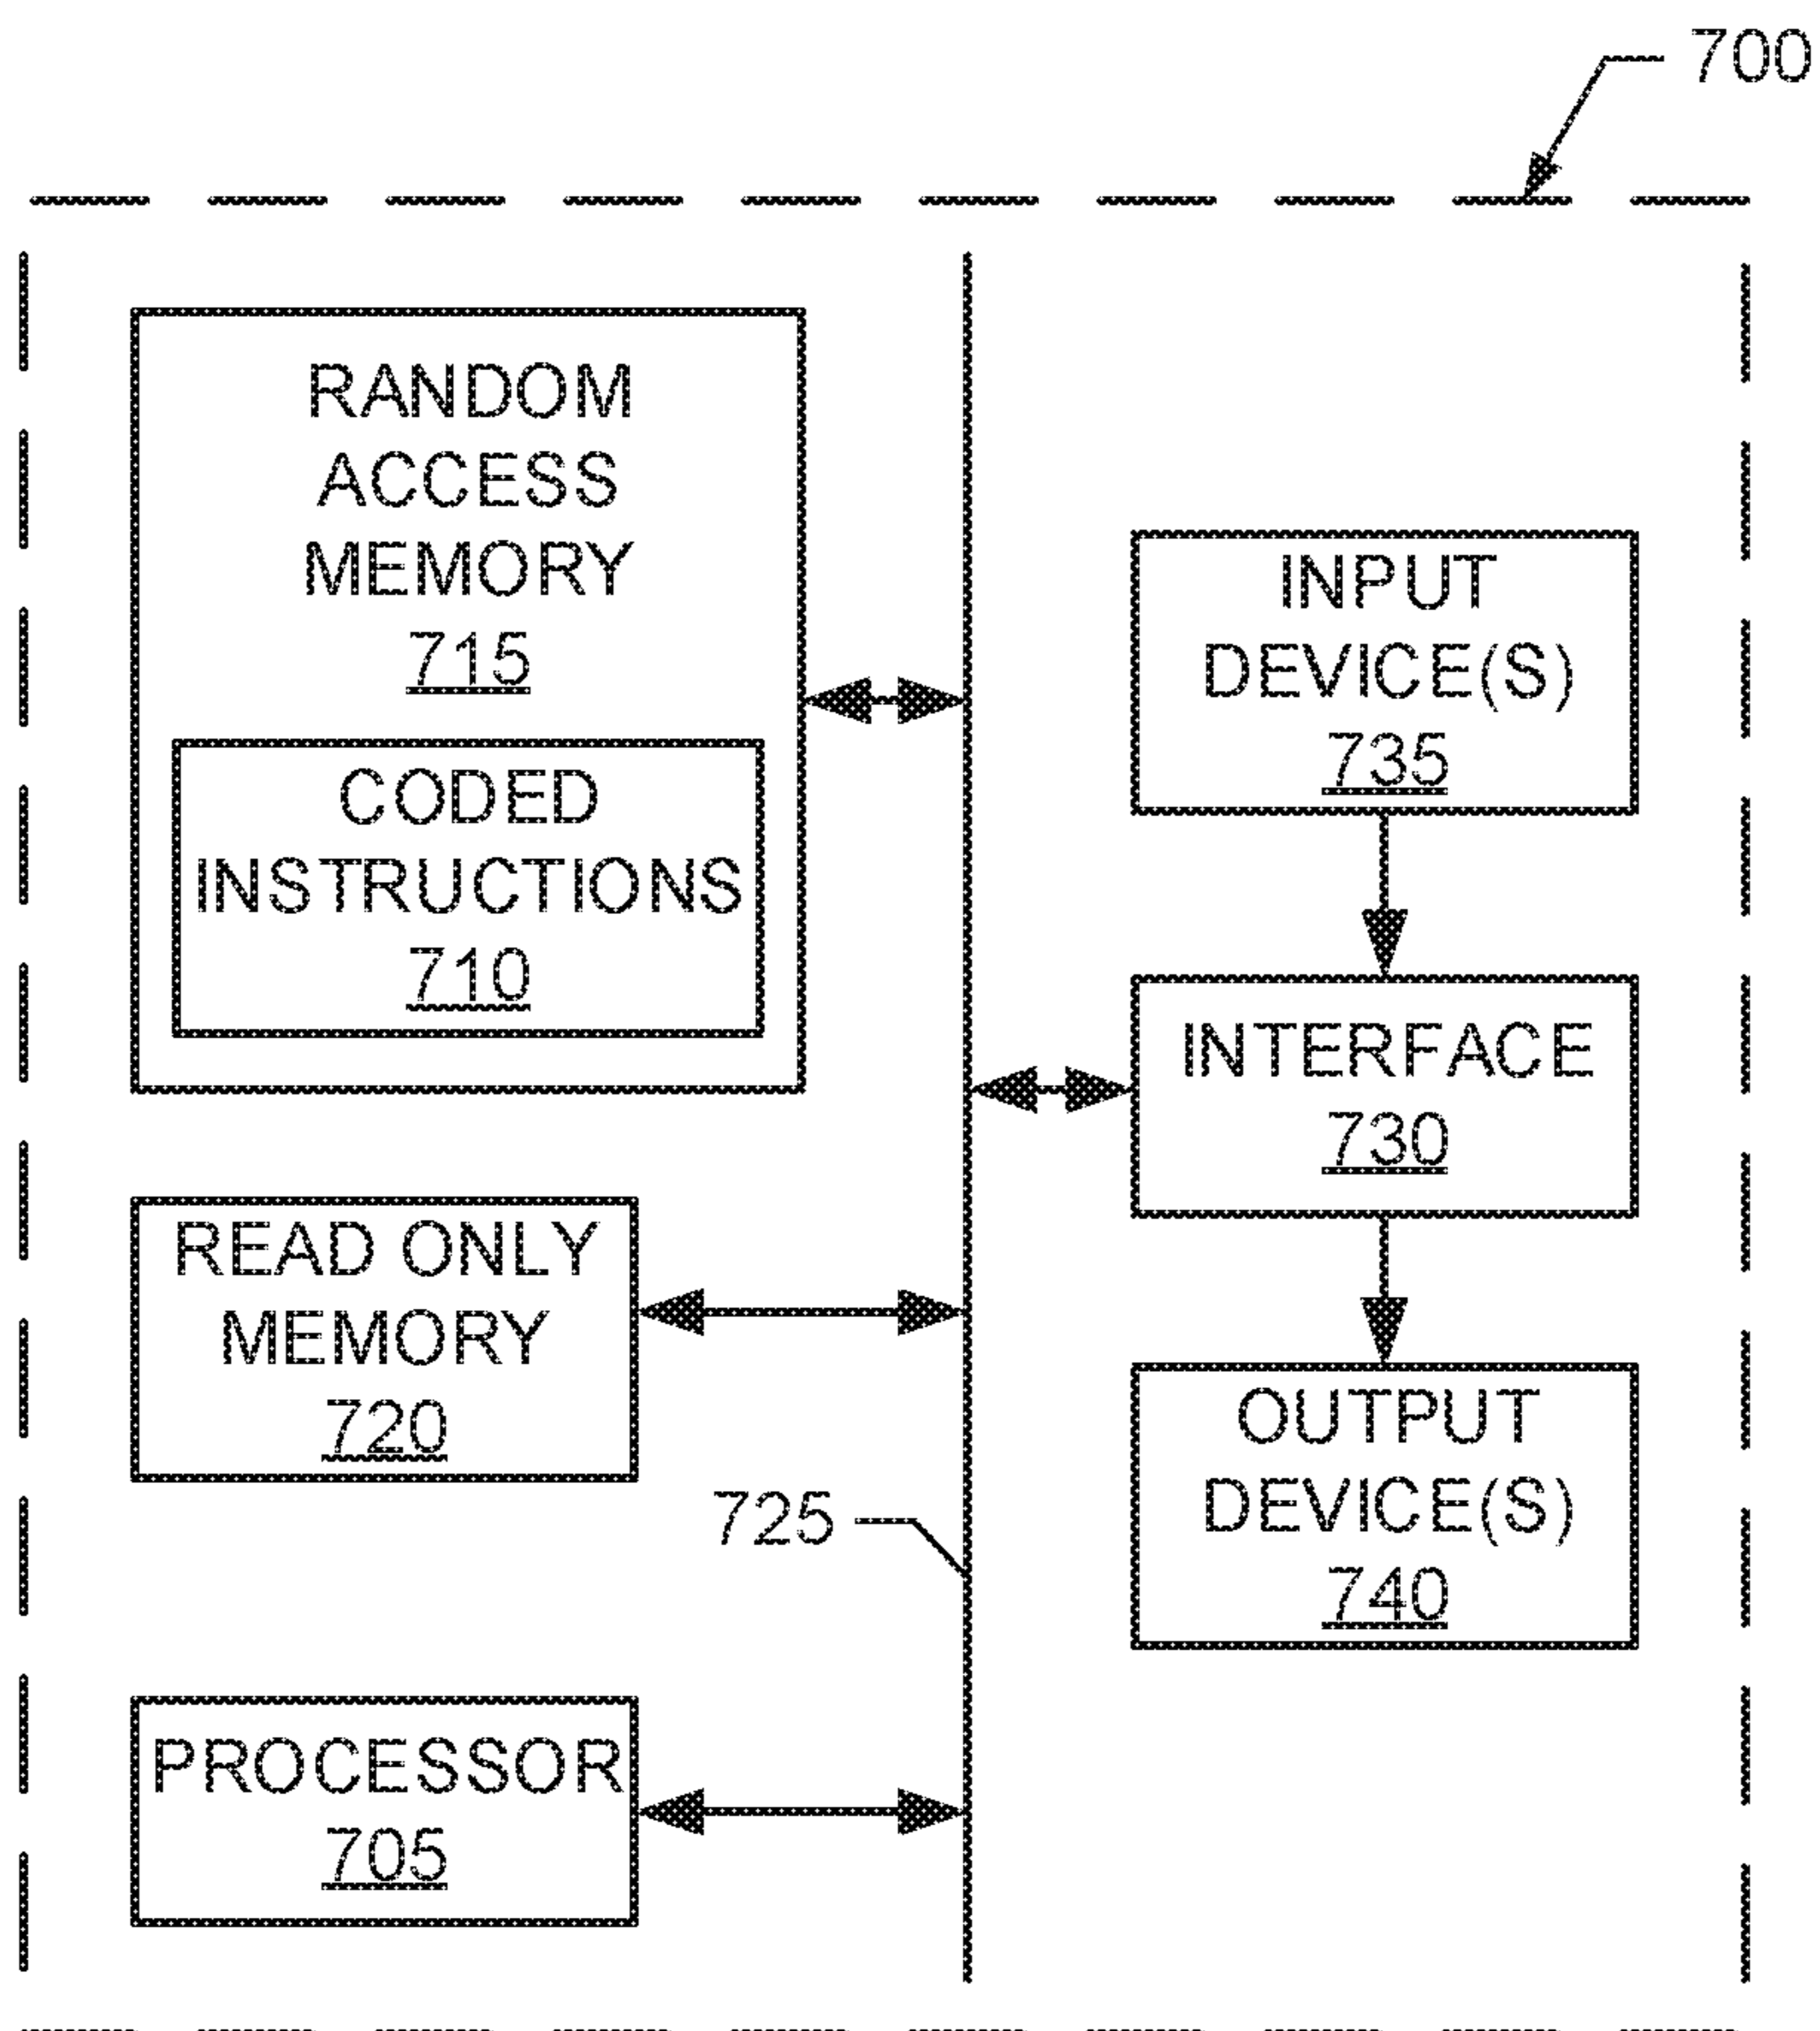 700
RANDOM
ACCESS
MEMORY
715
CODED
INSTRUCTIONS
710
READ ONLY
MEMORY
720
725
PROCESSOR
705
INPUT
DEVICE(S)
735
INTERFACE
730
OUTPUT
DEVICE(S)
740